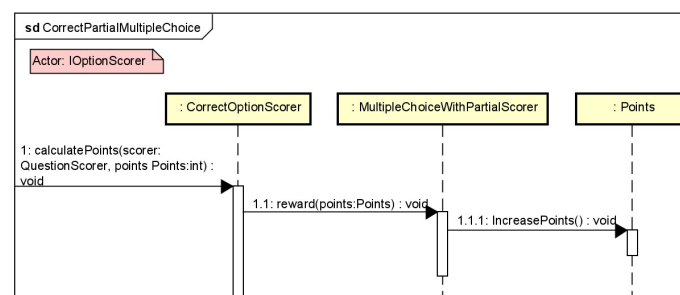 sd CorrectPartialMultipleChoice
Actor: IOptionScorer
: CorrectOptionScorer
: MultipleChoiceWithPartialScorer
: Points
1: calculatePoints(scorer:
QuestionScorer, points Points:int) :
void
1.1: reward(points:Points) : void
1.1.1: IncreasePoints() : void